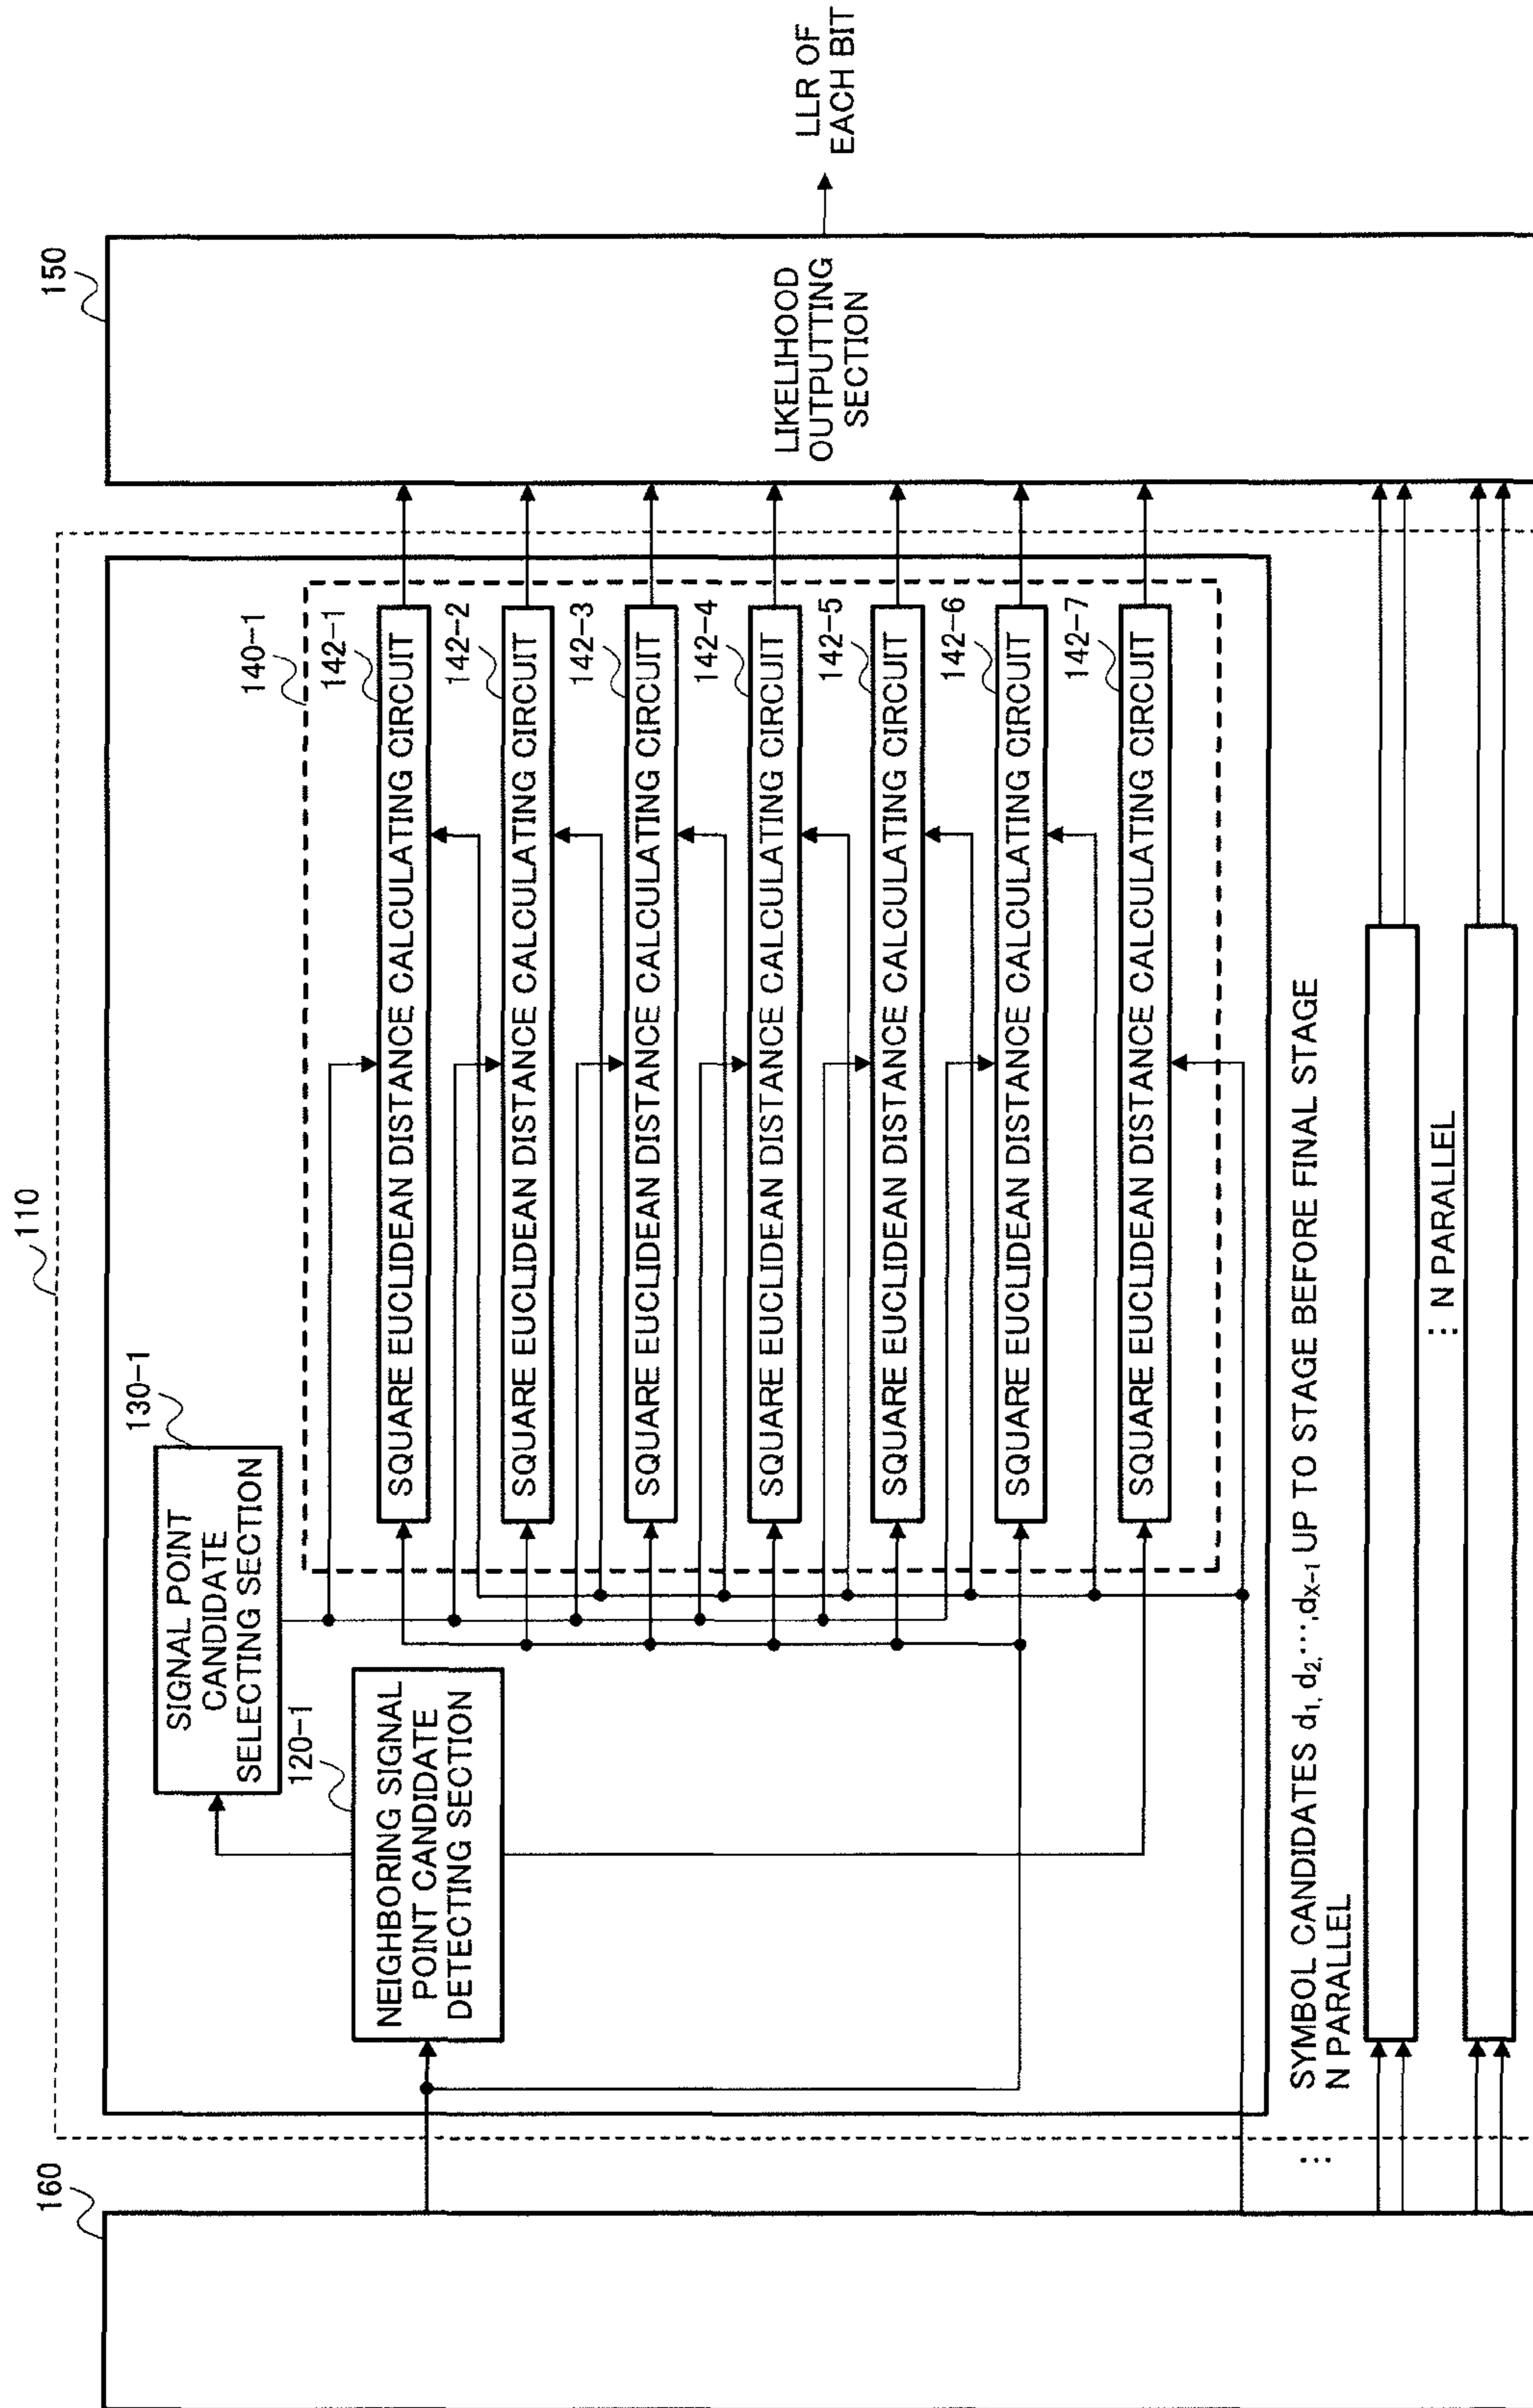 110
160
150
130-1
SIGNAL POINT
CANDIDATE
SELECTING SECTION
120-1
NEIGHBORING SIGNAL
POINT CANDIDATE
DETECTING SECTION
140-1
142-1
SQUARE EUCLIDEAN DISTANCE CALCULATING CIRCUIT
142-2
SQUARE EUCLIDEAN DISTANCE CALCULATING CIRCUIT
142-3
SQUARE EUCLIDEAN DISTANCE CALCULATING CIRCUIT
142-4
SQUARE EUCLIDEAN DISTANCE CALCULATING CIRCUIT
142-5
SQUARE EUCLIDEAN DISTANCE CALCULATING CIRCUIT
142-6
SQUARE EUCLIDEAN DISTANCE CALCULATING CIRCUIT
142-7
SQUARE EUCLIDEAN DISTANCE CALCULATING CIRCUIT
LIKELIHOOD
OUTPUTTING
SECTION
LLR OF
EACH BIT
SYMBOL CANDIDATES d1, d2, ⋯, dX-1 UP TO STAGE BEFORE FINAL STAGE
N PARALLEL
⋮
⋮ N PARALLEL